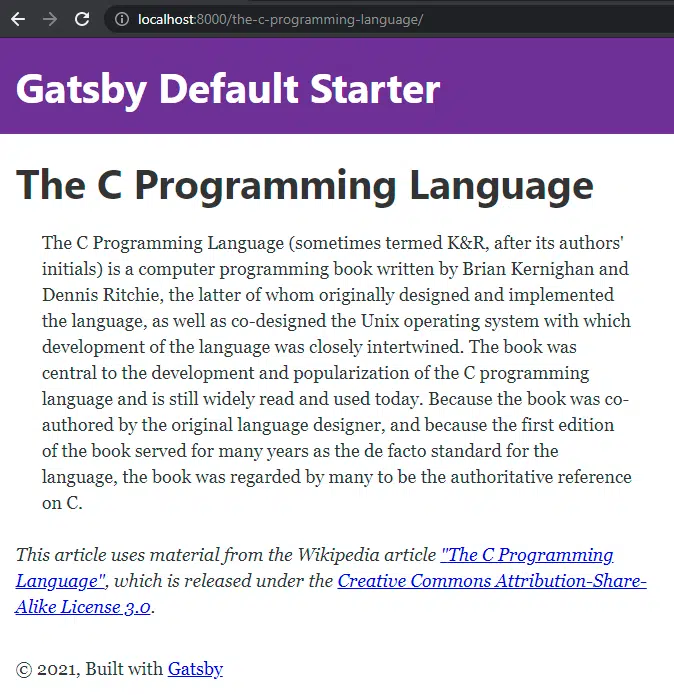 localhost:8000/the-c-programming-language/
Gatsby Default Starter
The C Programming Language
The C Programming Language (sometimes termed K&R, after its authors'
initials) is a computer programming book written by Brian Kernighan and
Dennis Ritchie, the latter of whom originally designed and implemented
the language, as well as co-designed the Unix operating system with which
development of the language was closely intertwined. The book was
central to the development and popularization of the C programming
language and is still widely read and used today. Because the book was co-
authored by the original language designer, and because the first edition
of the book served for many years as the de facto standard for the
language, the book was regarded by many to be the authoritative reference
on C.
This article uses material from the Wikipedia article "The C Programming
Language", which is released under the Creative Commons Attribution-Share-
Alike License 3.0.
© 2021, Built with Gatsby